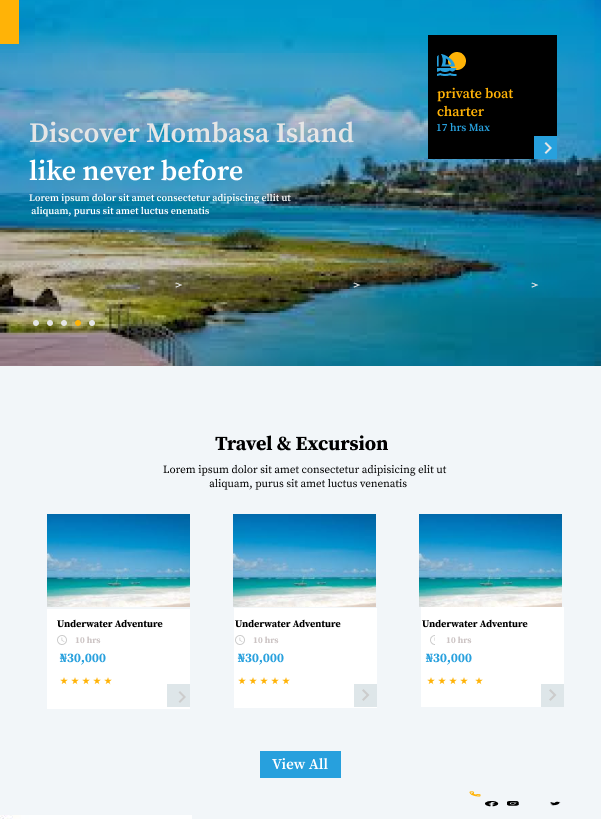 private boat
charter
17 hrs Max
Discover Mombasa Island
like never before
Lorem ipsum dolor sit amet consectetur adipiscing elit ut
aliquam, purus sit amet luctus enenatis
> > >
Travel & Excursion
Lorem ipsum dolor sit amet consectetur adipisicing elit ut
aliquam, purus sit amet luctus venenatis
Underwater Adventure
10 hrs
₦30,000
Underwater Adventure
10 hrs
₦30,000
Underwater Adventure
10 hrs
₦30,000
View All